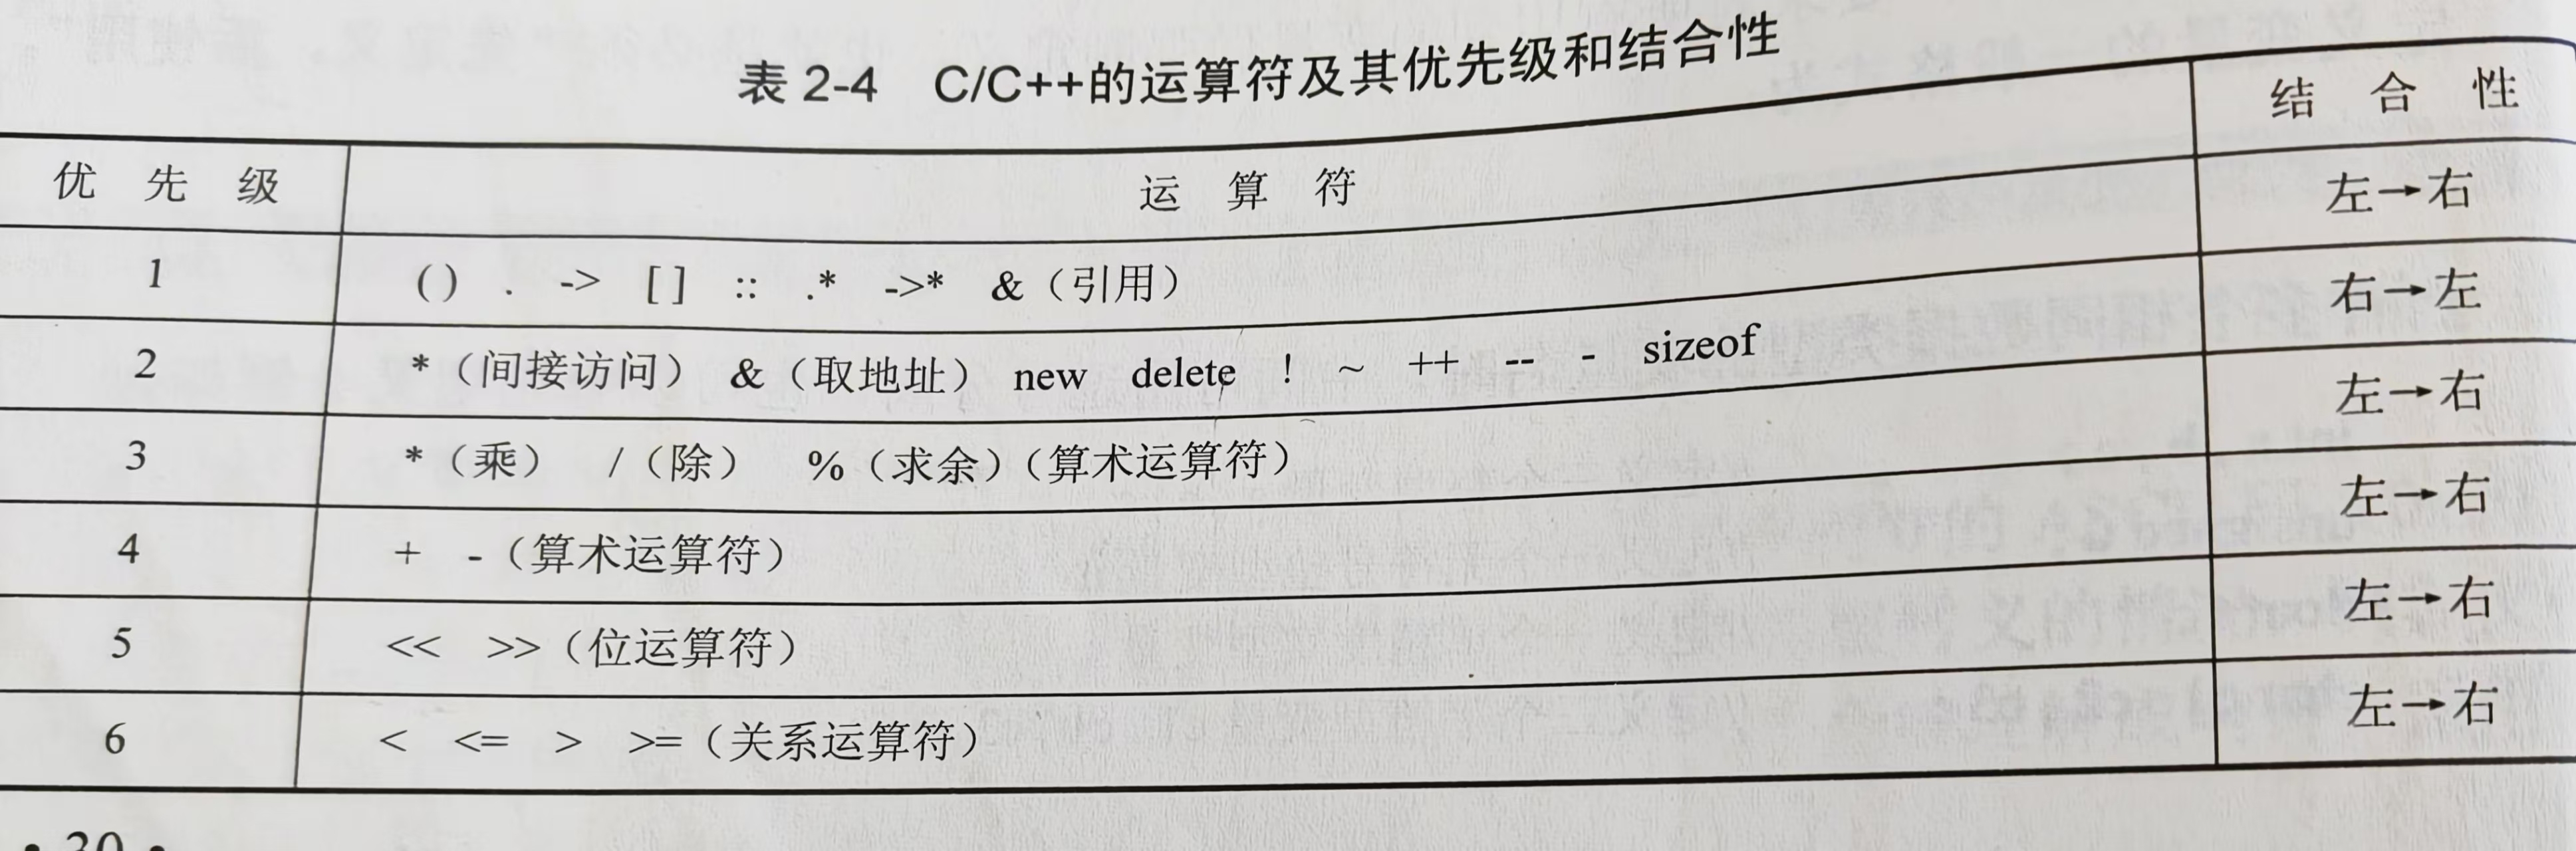 表 2-4 C/C++的运算符及其优先级和结合性
优 先 级 运 算 符 结 合 性
1 ( ) . -> [ ] :: .* ->* &（引用） 左→右
2 *（间接访问） &（取地址） new delete ! ~ ++ -- - sizeof 右→左
3 *（乘） /（除） %（求余）（算术运算符） 左→右
4 + -（算术运算符） 左→右
5 << >>（位运算符） 左→右
6 < <= > >=（关系运算符） 左→右
• 30 •